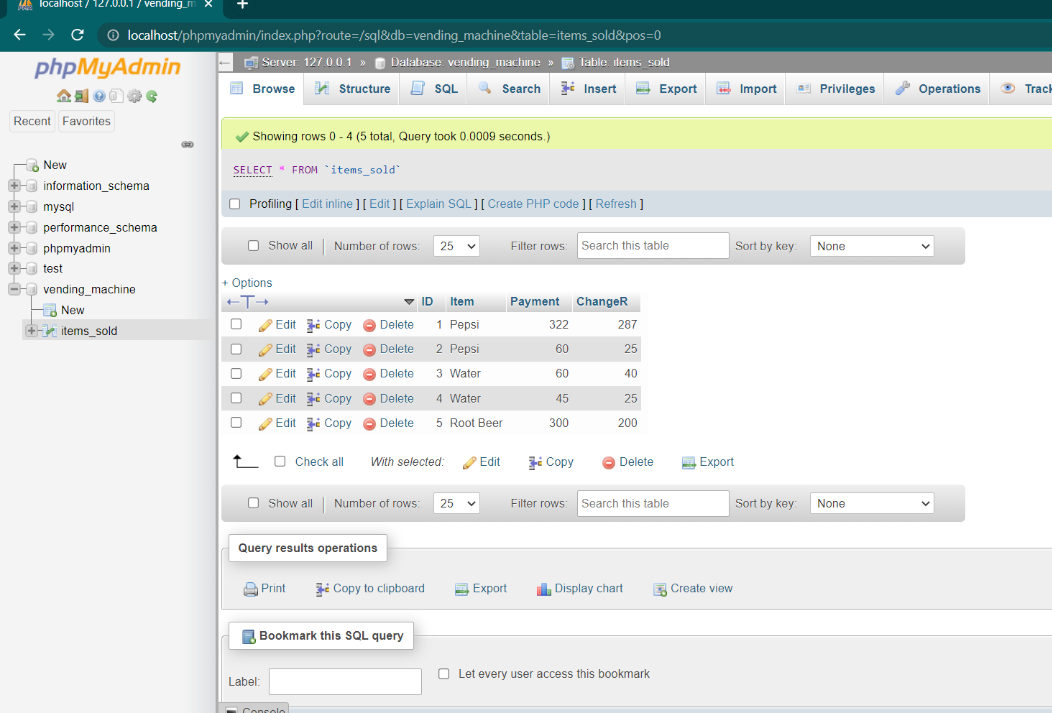 localhost / 127.0.0.1 / vending_m
localhost/phpmyadmin/index.php?route=/sql&db=vending_machine&table=items_sold&pos=0
phpMyAdmin
Recent Favorites
New
information_schema
mysql
performance_schema
phpmyadmin
test
vending_machine
New
items_sold
Server: 127.0.0.1 » Database: vending_machine » Table: items_sold
Browse Structure SQL Search Insert Export Import Privileges Operations
Showing rows 0 - 4 (5 total, Query took 0.0009 seconds.)
SELECT * FROM `items_sold`
Profiling [ Edit inline ] [ Edit ] [ Explain SQL ] [ Create PHP code ] [ Refresh ]
Show all Number of rows: 25 Filter rows: Search this table Sort by key: None
+ Options
←T→ ID Item Payment ChangeR
Edit Copy Delete 1 Pepsi 322 287
Edit Copy Delete 2 Pepsi 60 25
Edit Copy Delete 3 Water 60 40
Edit Copy Delete 4 Water 45 25
Edit Copy Delete 5 Root Beer 300 200
Check all With selected: Edit Copy Delete Export
Show all Number of rows: 25 Filter rows: Search this table Sort by key: None
Query results operations
Print Copy to clipboard Export Display chart Create view
Bookmark this SQL query
Label: Let every user access this bookmark
Console